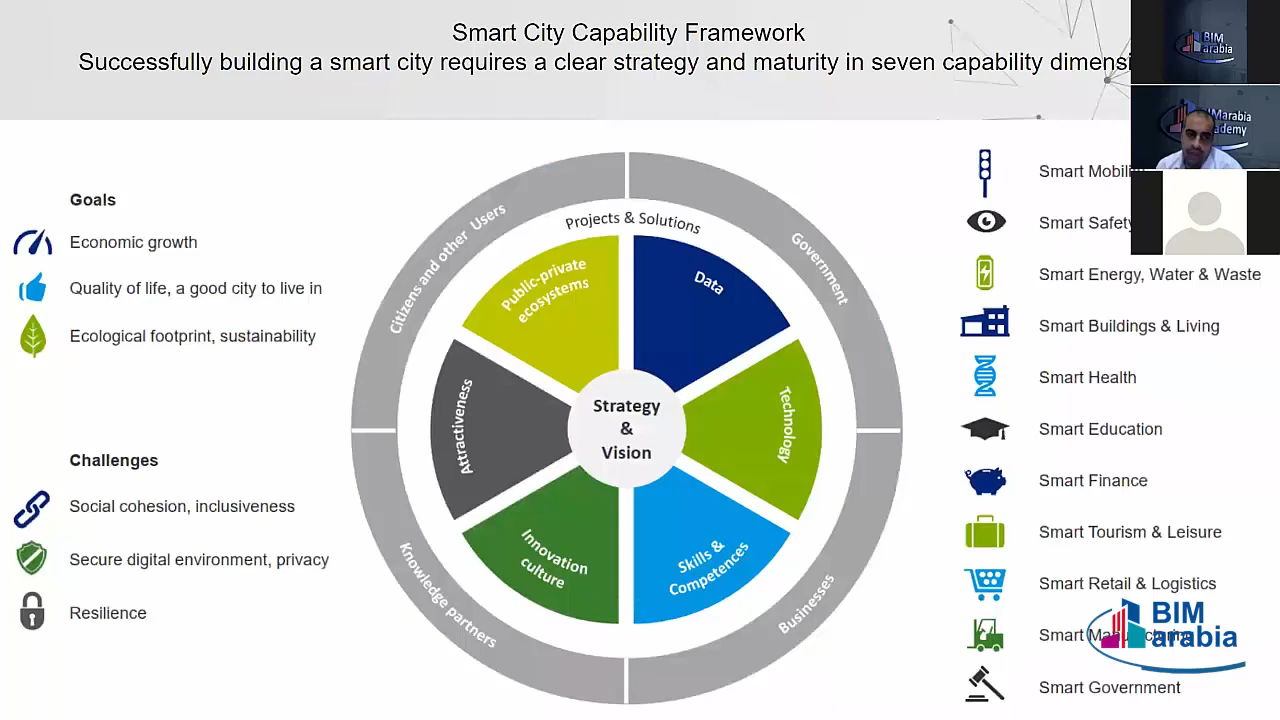 Smart City Capability Framework
Successfully building a smart city requires a clear strategy and maturity in seven capability
Goals
Economic growth
Quality of life, a good city to live in
Ecological footprint, sustainability
Challenges
Social cohesion, inclusiveness
Secure digital environment, privacy
Resilience
Citizens and other Users
Government
Projects & Solutions
Public-private
ecosystems
Data
Attractiveness
Strategy
&
Vision
Technology
Innovation
culture
Skills &
Competences
Knowledge partners
Businesses
Smart
Smart Safety
Smart Energy, Water & Waste
Smart Buildings & Living
Smart Health
Smart Education
Smart Finance
Smart Tourism & Leisure
Smart Retail & Logistics
Smart
Smart Government
BIM
arabia
BIM
arabia